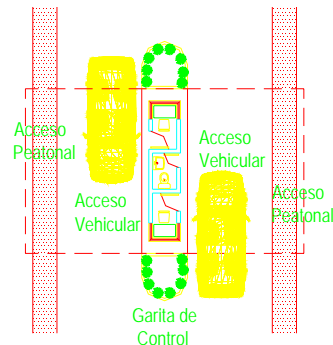 Acceso
Peatonal
Acceso
Vehicular
Acceso
Vehicular
Acceso
Peatonal
Garita de
Control